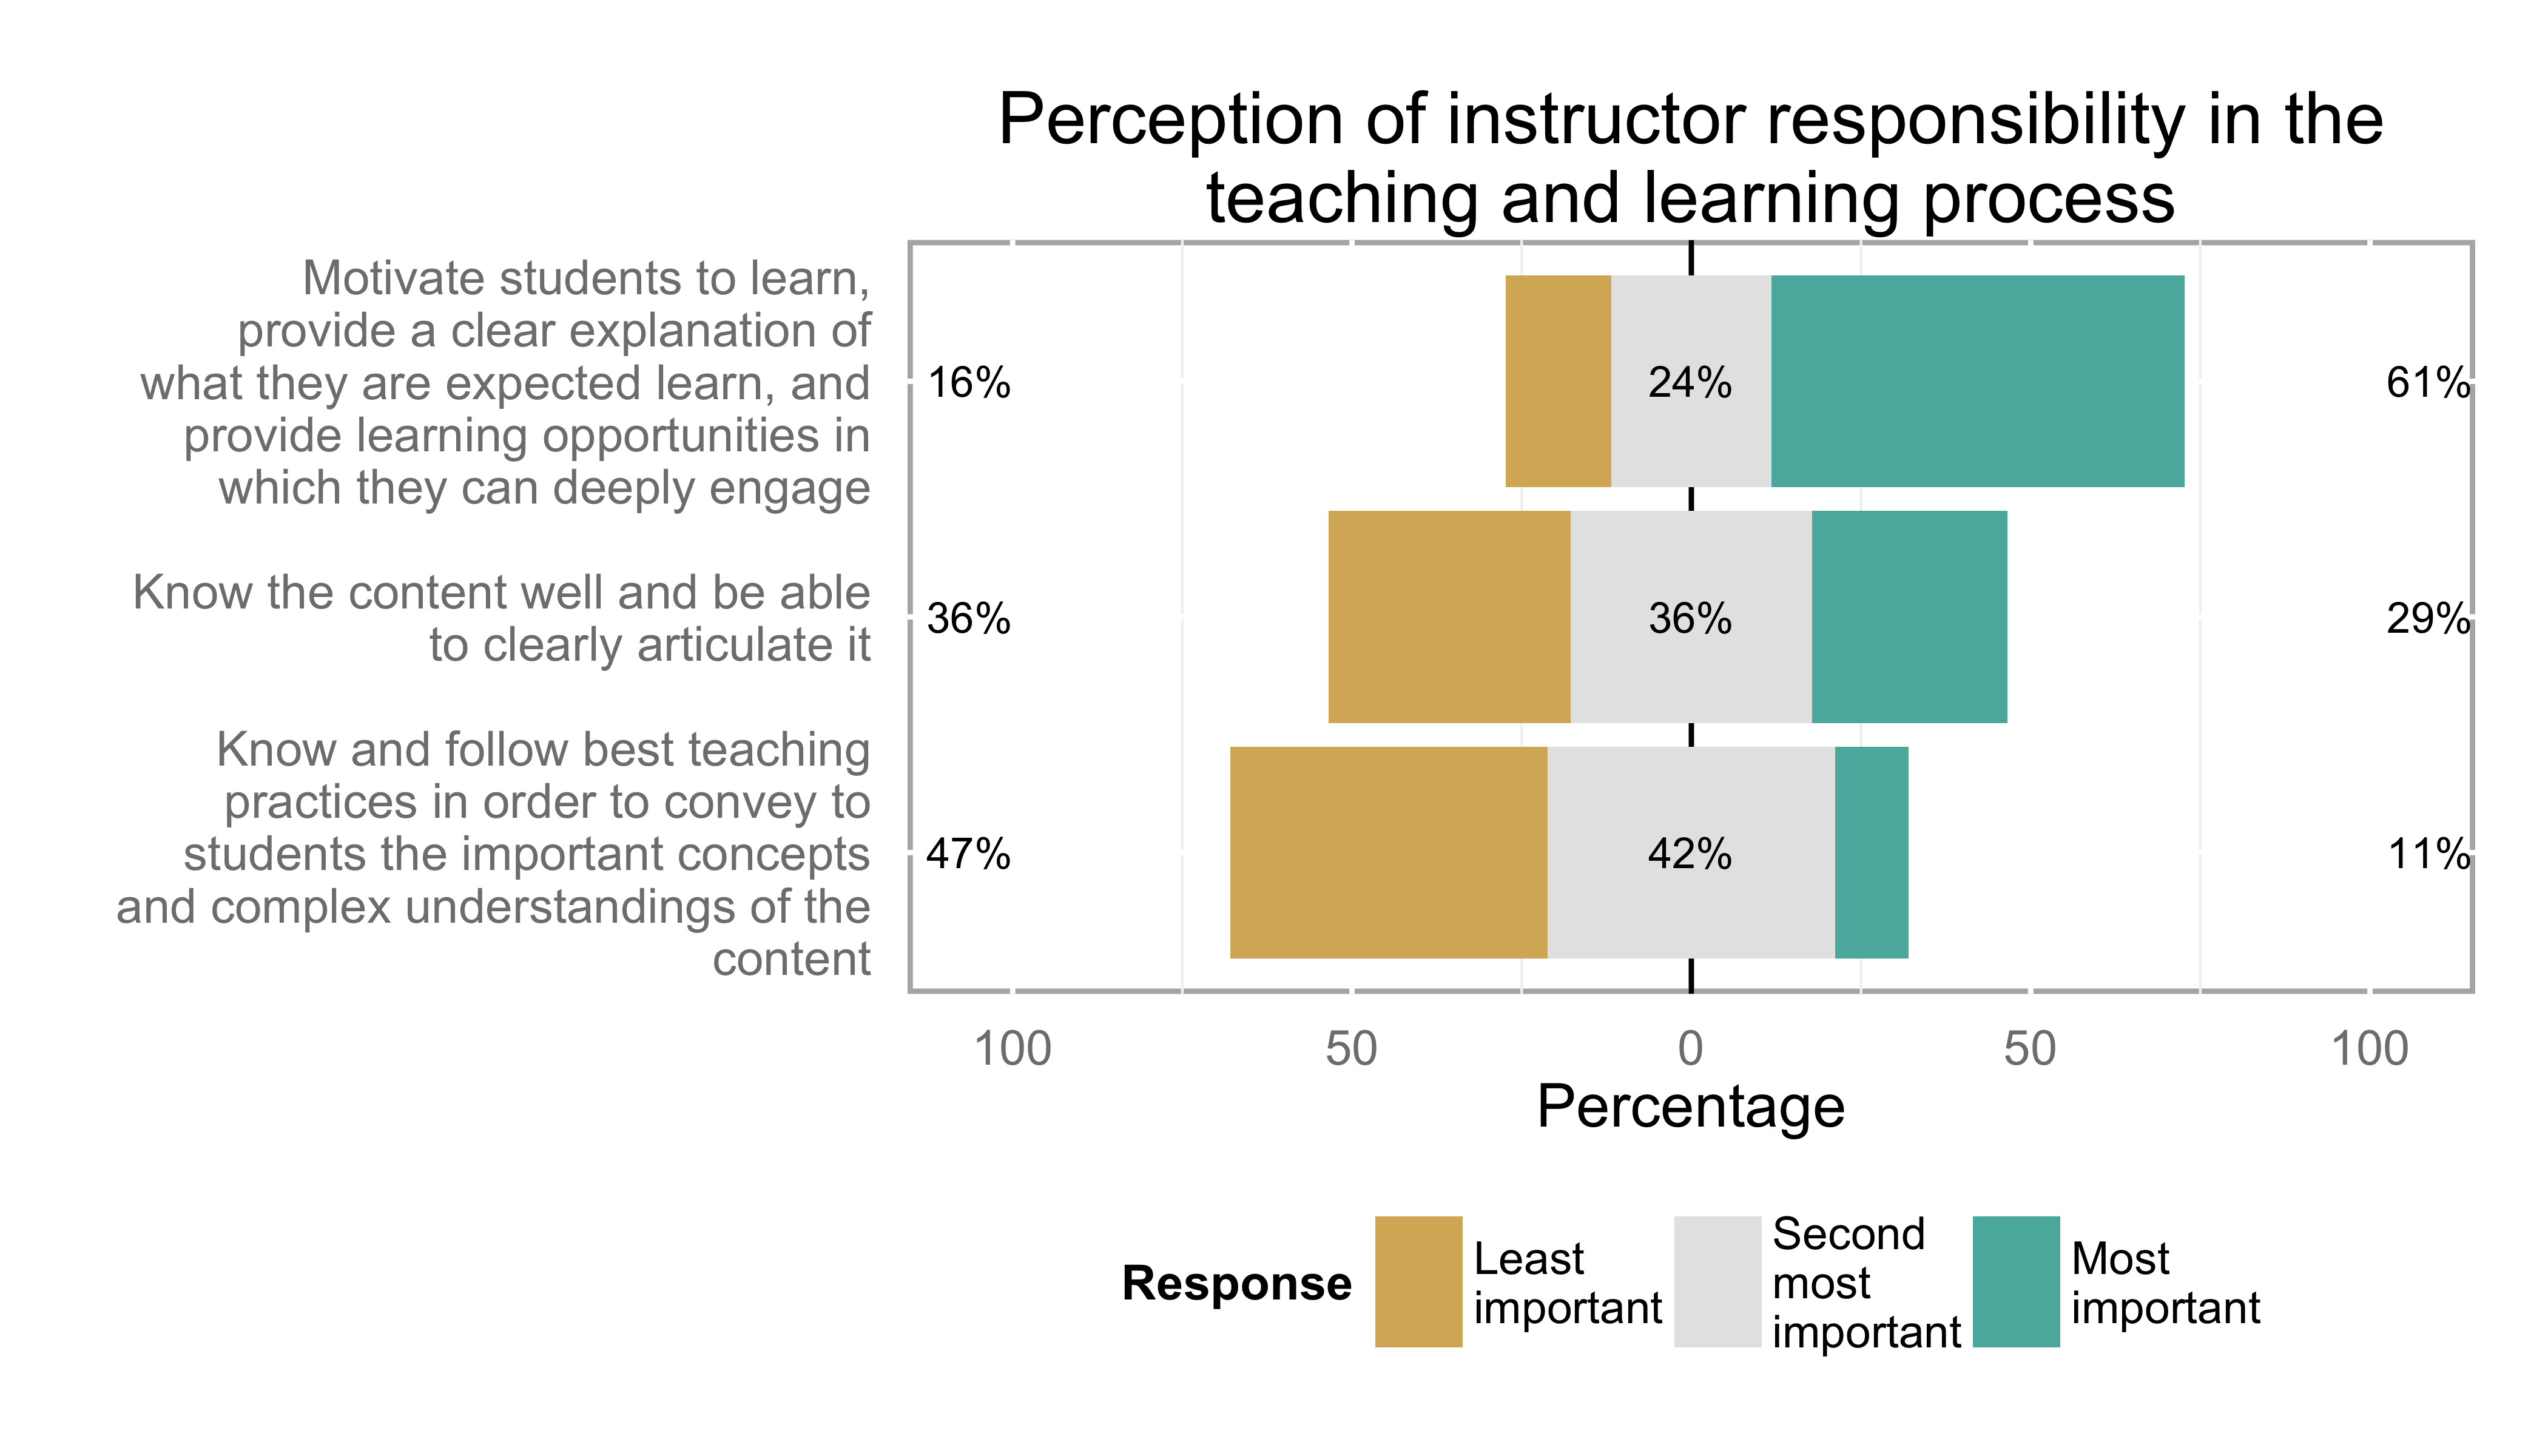 Perception of instructor responsibility in the
teaching and learning process
Motivate students to learn,
provide a clear explanation of
what they are expected learn, and
provide learning opportunities in
which they can deeply engage
16%
24%
61%
Know the content well and be able
to clearly articulate it
36%
36%
29%
Know and follow best teaching
practices in order to convey to
students the important concepts
and complex understandings of the
content
47%
42%
11%
100 50 0 50 100
Percentage
Response
Least
important
Second
most
important
Most
important